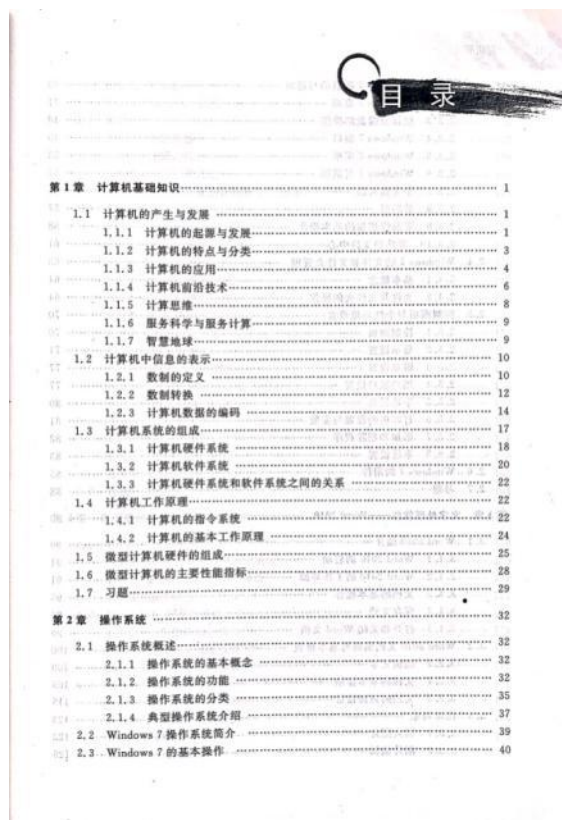 目 录
第 1 章 计算机基础知识………………1
1.1 计算机的产生与发展………………1
1.1.1 计算机的起源与发展………………1
1.1.2 计算机的特点与分类………………3
1.1.3 计算机的应用………………4
1.1.4 计算机前沿技术………………6
1.1.5 计算思维………………8
1.1.6 服务科学与服务计算………………9
1.1.7 智慧地球………………9
1.2 计算机中信息的表示………………10
1.2.1 数制的定义………………10
1.2.2 数制转换………………12
1.2.3 计算机数据的编码………………14
1.3 计算机系统的组成………………17
1.3.1 计算机硬件系统………………18
1.3.2 计算机软件系统………………20
1.3.3 计算机硬件系统和软件系统之间的关系………………22
1.4 计算机工作原理………………22
1.4.1 计算机的指令系统………………22
1.4.2 计算机的基本工作原理………………24
1.5 微型计算机硬件的组成………………25
1.6 微型计算机的主要性能指标………………28
1.7 习题………………29
第 2 章 操作系统………………32
2.1 操作系统概述………………32
2.1.1 操作系统的基本概念………………32
2.1.2 操作系统的功能………………32
2.1.3 操作系统的分类………………35
2.1.4 典型操作系统介绍………………37
2.2 Windows 7 操作系统简介………………39
2.3 Windows 7 的基本操作………………40